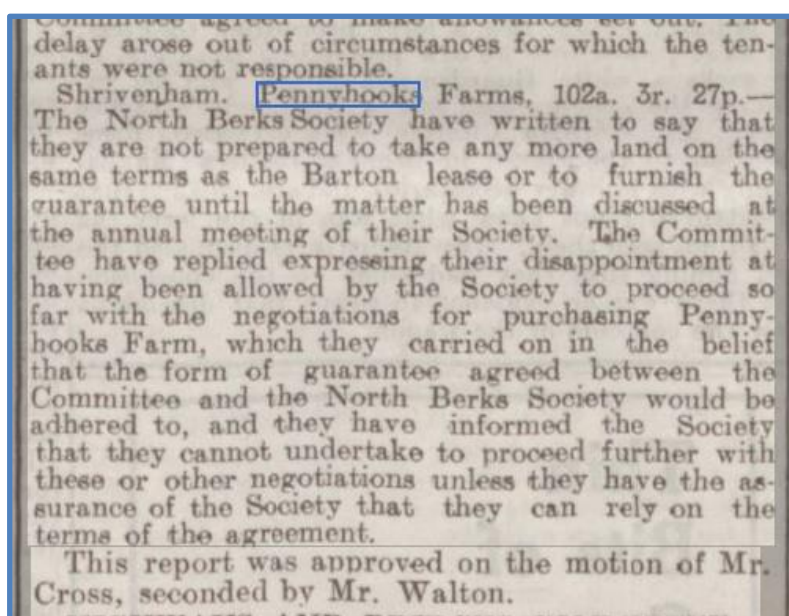 Committee agreed to make allowances set out. The
delay arose out of circumstances for which the ten-
ants were not responsible.
Shrivenham. Pennyhooks Farms, 102a. 3r. 27p.—
The North Berks Society have written to say that
they are not prepared to take any more land on the
same terms as the Barton lease or to furnish the
guarantee until the matter has been discussed at
the annual meeting of their Society. The Commit-
tee have replied expressing their disappointment at
having been allowed by the Society to proceed so
far with the negotiations for purchasing Penny-
hooks Farm, which they carried on in the belief
that the form of guarantee agreed between the
Committee and the North Berks Society would be
adhered to, and they have informed the Society
that they cannot undertake to proceed further with
these or other negotiations unless they have the as-
surance of the Society that they can rely on the
terms of the agreement.
This report was approved on the motion of Mr.
Cross, seconded by Mr. Walton.